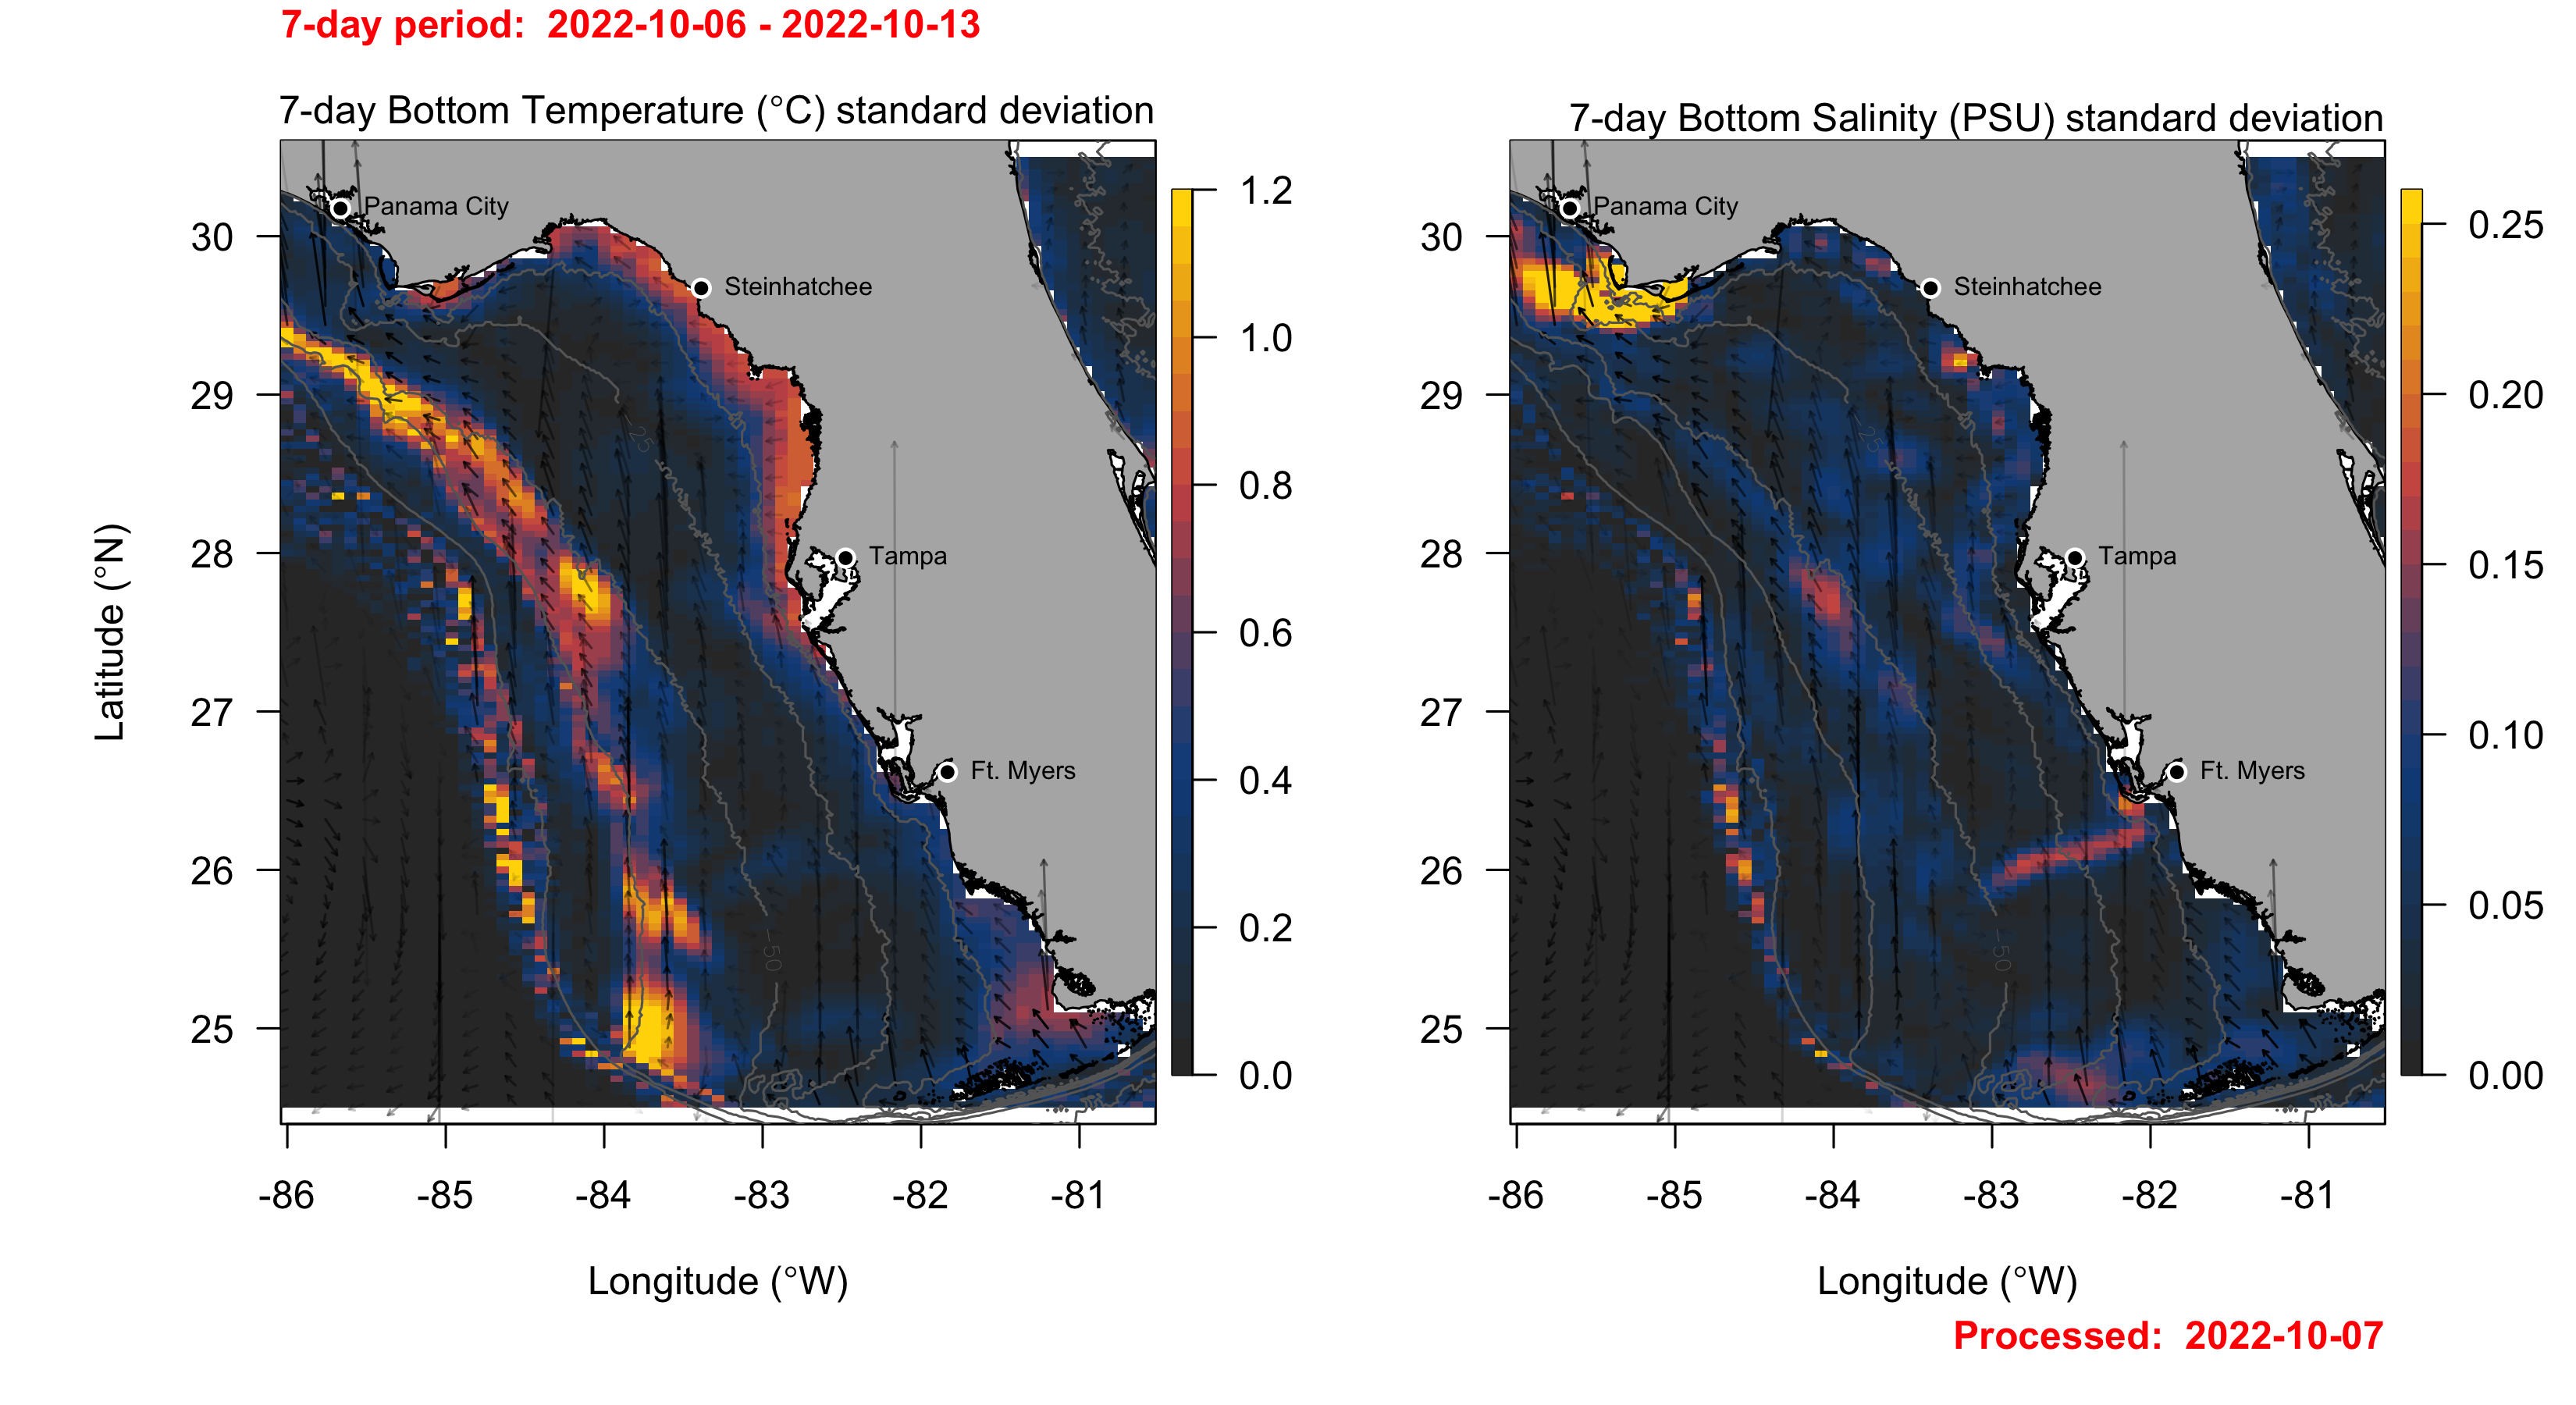 7-day period:  2022-10-06 - 2022-10-13
7-day Bottom Temperature (°C) standard deviation
7-day Bottom Salinity (PSU) standard deviation
Panama City
Steinhatchee
Tampa
Ft. Myers
-25
-50
30
29
28
27
26
25
Latitude (°N)
-86 -85 -84 -83 -82 -81
Longitude (°W)
1.2
1.0
0.8
0.6
0.4
0.2
0.0
Panama City
Steinhatchee
Tampa
Ft. Myers
-25
-50
30
29
28
27
26
25
-86 -85 -84 -83 -82 -81
Longitude (°W)
0.25
0.20
0.15
0.10
0.05
0.00
Processed:  2022-10-07